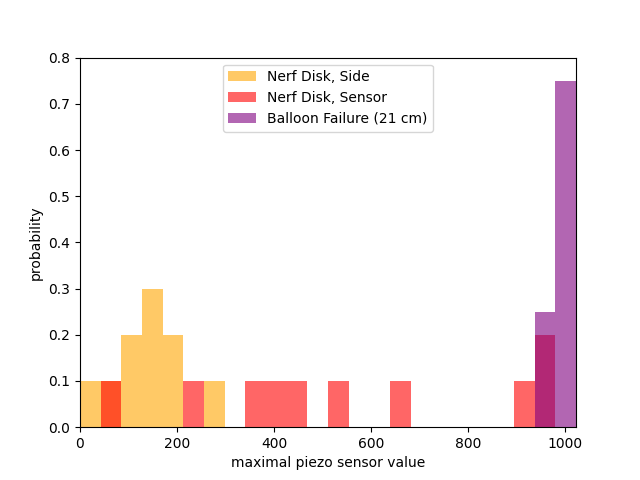 0.8
0.7
0.6
0.5
0.4
0.3
0.2
0.1
0.0
probability
Nerf Disk, Side
Nerf Disk, Sensor
Balloon Failure (21 cm)
0 200 400 600 800 1000
maximal piezo sensor value